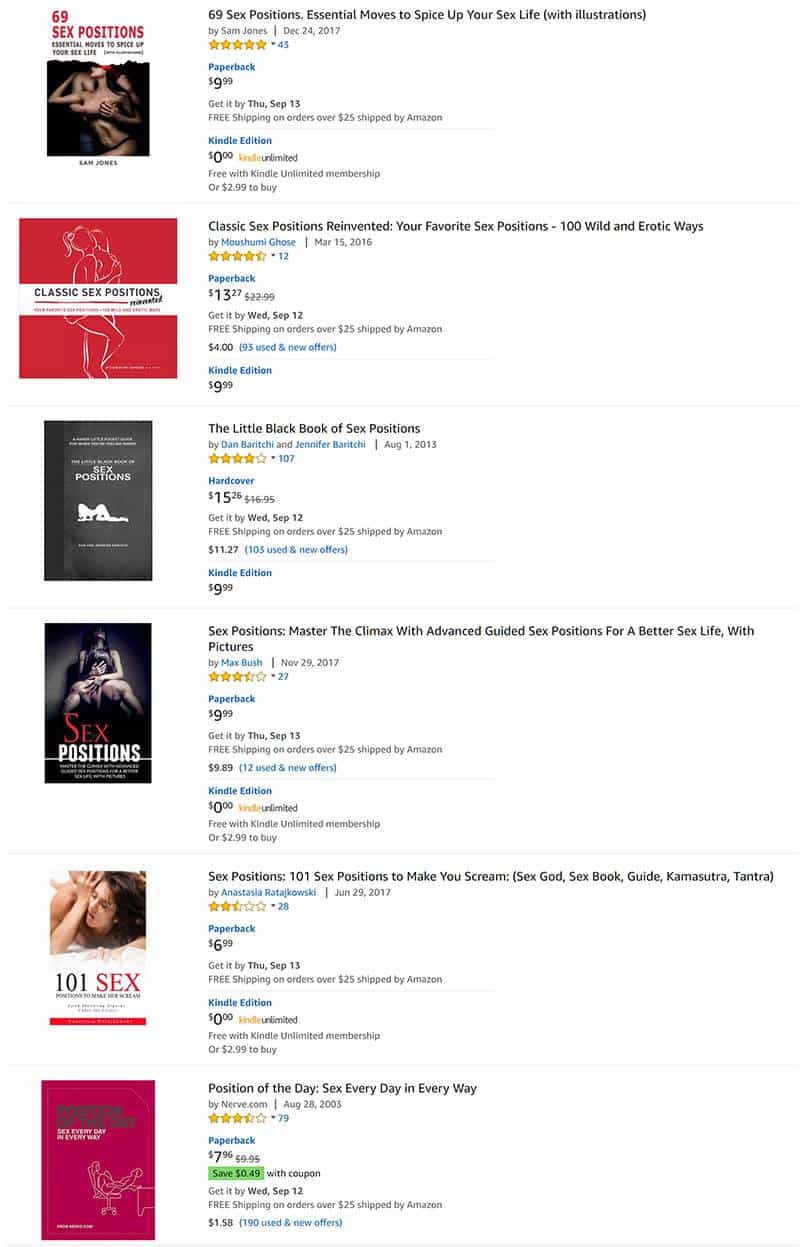 69
SEX POSITIONS
ESSENTIAL MOVES TO SPICE UP
YOUR SEX LIFE (WITH ILLUSTRATIONS)
SAM JONES
69 Sex Positions. Essential Moves to Spice Up Your Sex Life (with illustrations)
by Sam Jones | Dec 24, 2017
43
Paperback
$9.99
Get it by Thu, Sep 13
FREE Shipping on orders over $25 shipped by Amazon
Kindle Edition
$0.00 kindleunlimited
Free with Kindle Unlimited membership
Or $2.99 to buy
CLASSIC SEX POSITIONS
reinvented
YOUR FAVORITE SEX POSITIONS - 100 WILD AND EROTIC WAYS
MOUSHUMI GHOSE
Classic Sex Positions Reinvented: Your Favorite Sex Positions - 100 Wild and Erotic Ways
by Moushumi Ghose | Mar 15, 2016
12
Paperback
$13.27 $22.99
Get it by Wed, Sep 12
FREE Shipping on orders over $25 shipped by Amazon
$4.00 (93 used & new offers)
Kindle Edition
$9.99
A HANDY LITTLE POCKET GUIDE
FOR WHEN YOU'RE FEELING RANDY
THE LITTLE BLACK BOOK OF
SEX
POSITIONS
DAN AND JENNIFER BARITCHI
The Little Black Book of Sex Positions
by Dan Baritchi and Jennifer Baritchi | Aug 1, 2013
107
Hardcover
$15.26 $16.95
Get it by Wed, Sep 12
FREE Shipping on orders over $25 shipped by Amazon
$11.27 (103 used & new offers)
Kindle Edition
$9.99
SEX
POSITIONS
MASTER THE CLIMAX WITH ADVANCED
GUIDED SEX POSITIONS FOR A BETTER
SEX LIFE, WITH PICTURES
Sex Positions: Master The Climax With Advanced Guided Sex Positions For A Better Sex Life, With
Pictures
by Max Bush | Nov 29, 2017
27
Paperback
$9.99
Get it by Thu, Sep 13
FREE Shipping on orders over $25 shipped by Amazon
$9.89 (12 used & new offers)
Kindle Edition
$0.00 kindleunlimited
Free with Kindle Unlimited membership
Or $2.99 to buy
101 SEX
POSITIONS TO MAKE HER SCREAM
Anastasia Ratajkowski
Sex Positions: 101 Sex Positions to Make You Scream: (Sex God, Sex Book, Guide, Kamasutra, Tantra)
by Anastasia Ratajkowski | Jun 29, 2017
28
Paperback
$6.99
Get it by Thu, Sep 13
FREE Shipping on orders over $25 shipped by Amazon
Kindle Edition
$0.00 kindleunlimited
Free with Kindle Unlimited membership
Or $2.99 to buy
POSITION
OF THE DAY
SEX EVERY DAY
IN EVERY WAY
FROM NERVE.COM
Position of the Day: Sex Every Day in Every Way
by Nerve.com | Aug 28, 2003
79
Paperback
$7.96 $9.95
Save $0.49 with coupon
Get it by Wed, Sep 12
FREE Shipping on orders over $25 shipped by Amazon
$1.58 (190 used & new offers)